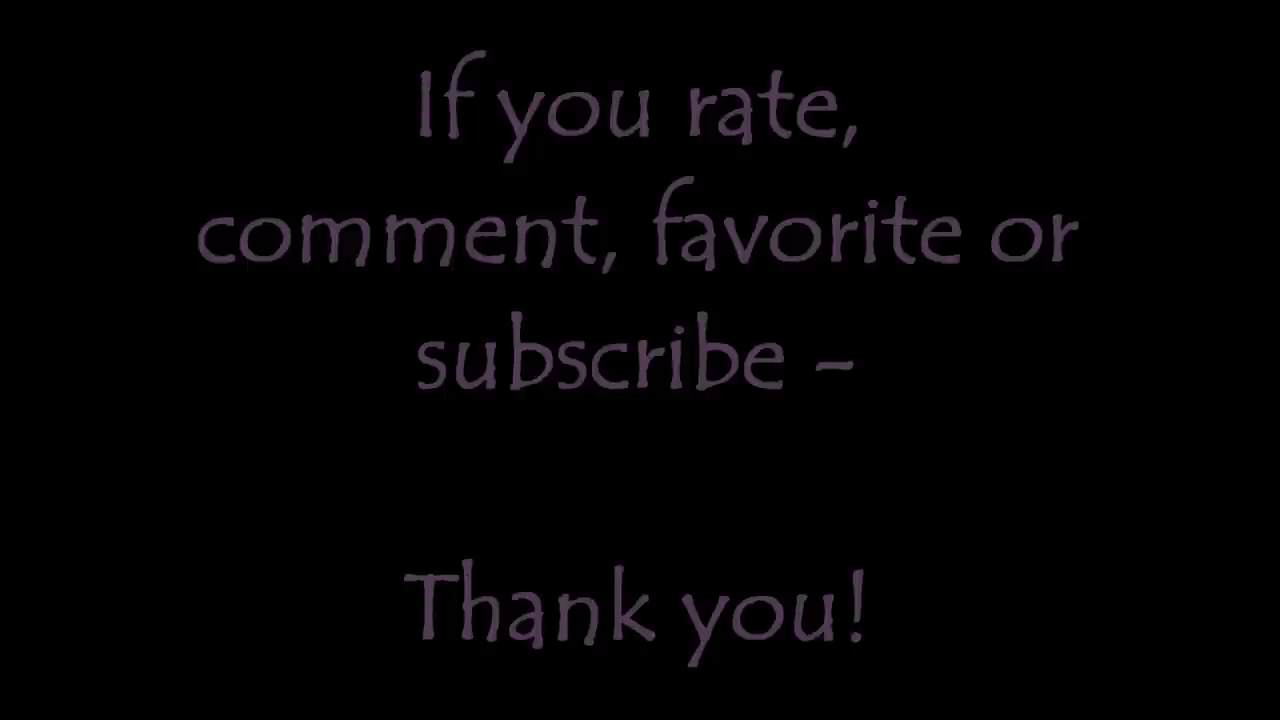 If you rate,
comment, favorite or
subscribe -
Thank you!